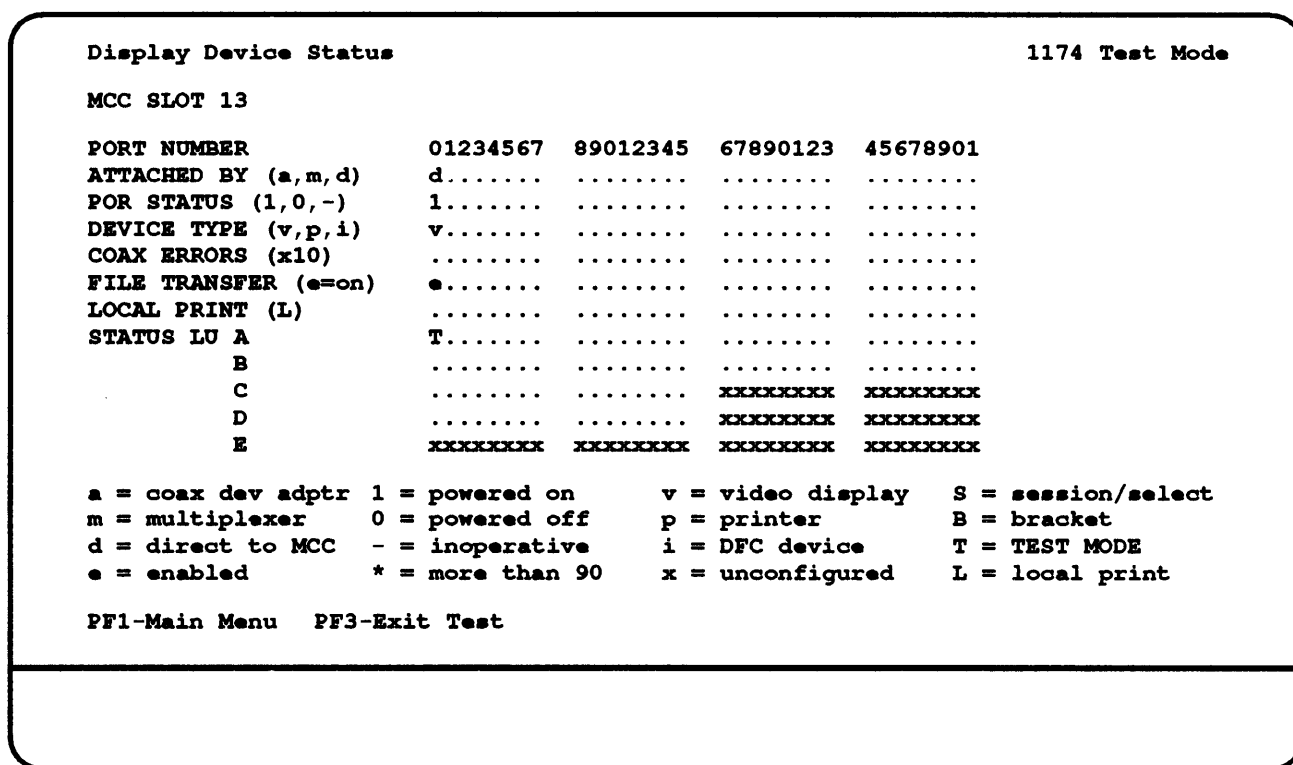 Display Device Status 1174 Test Mode
MCC SLOT 13
PORT NUMBER 01234567 89012345 67890123 45678901
ATTACHED BY (a,m,d) d....... ........ ........ ........
POR STATUS (1,0,-) 1....... ........ ........ ........
DEVICE TYPE (v,p,i) v....... ........ ........ ........
COAX ERRORS (x10) ........ ........ ........ ........
FILE TRANSFER (e=on) e....... ........ ........ ........
LOCAL PRINT (L) ........ ........ ........ ........
STATUS LU A T....... ........ ........ ........
B ........ ........ ........ ........
C ........ ........ xxxxxxxx xxxxxxxx
D ........ ........ xxxxxxxx xxxxxxxx
E xxxxxxxx xxxxxxxx xxxxxxxx xxxxxxxx
a = coax dev adptr 1 = powered on v = video display S = session/select
m = multiplexer 0 = powered off p = printer B = bracket
d = direct to MCC - = inoperative i = DFC device T = TEST MODE
e = enabled * = more than 90 x = unconfigured L = local print
PF1-Main Menu PF3-Exit Test